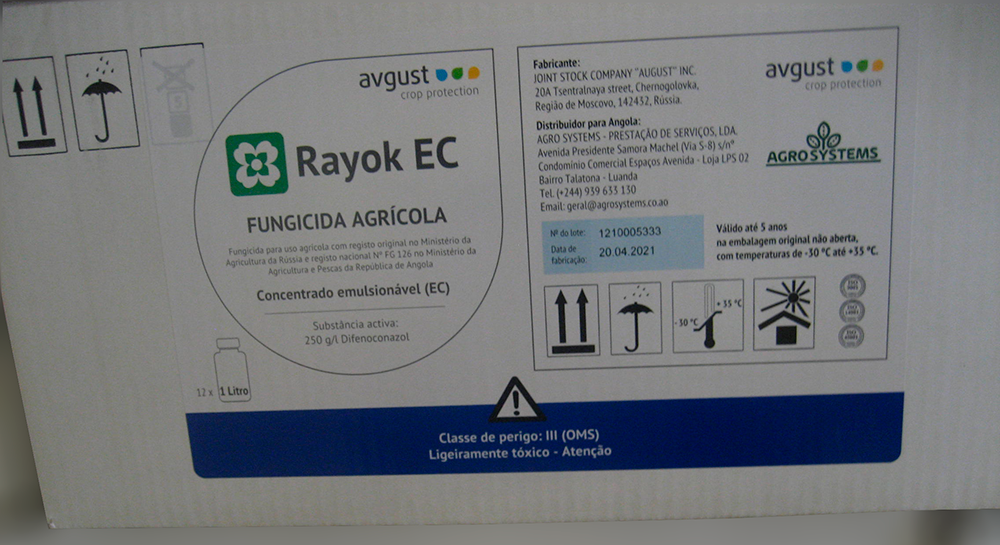 avgust
crop protection
Rayok EC
FUNGICIDA AGRÍCOLA
Fungicida para uso agrícola com registo original no Ministério da
Agricultura da Rússia e registo nacional Nº FG 126 no Ministério da
Agricultura e Pescas da República de Angola
Concentrado emulsionável (EC)
Substância activa:
250 g/l Difenoconazol
12 x 1 Litro
Fabricante:
JOINT STOCK COMPANY "AUGUST" INC.
20A Tsentralnaya street, Chernogolovka,
Região de Moscovo, 142432, Rússia.
Distribuidor para Angola:
AGRO SYSTEMS - PRESTAÇÃO DE SERVIÇOS, LDA.
Avenida Presidente Samora Machel (Via S-8) s/nº
Condomínio Comercial Espaços Avenida - Loja LPS 02
Bairro Talatona - Luanda
Tel. (+244) 939 633 130
Email: geral@agrosystems.co.ao
avgust
crop protection
AGROSYSTEMS
Nº do lote: 1210005333
Data de
fabricação: 20.04.2021
Válido até 5 anos
na embalagem original não aberta,
com temperaturas de -30 °C até +35 °C.
+ 35 °C
- 30 °C
Classe de perigo: III (OMS)
Ligeiramente tóxico - Atenção